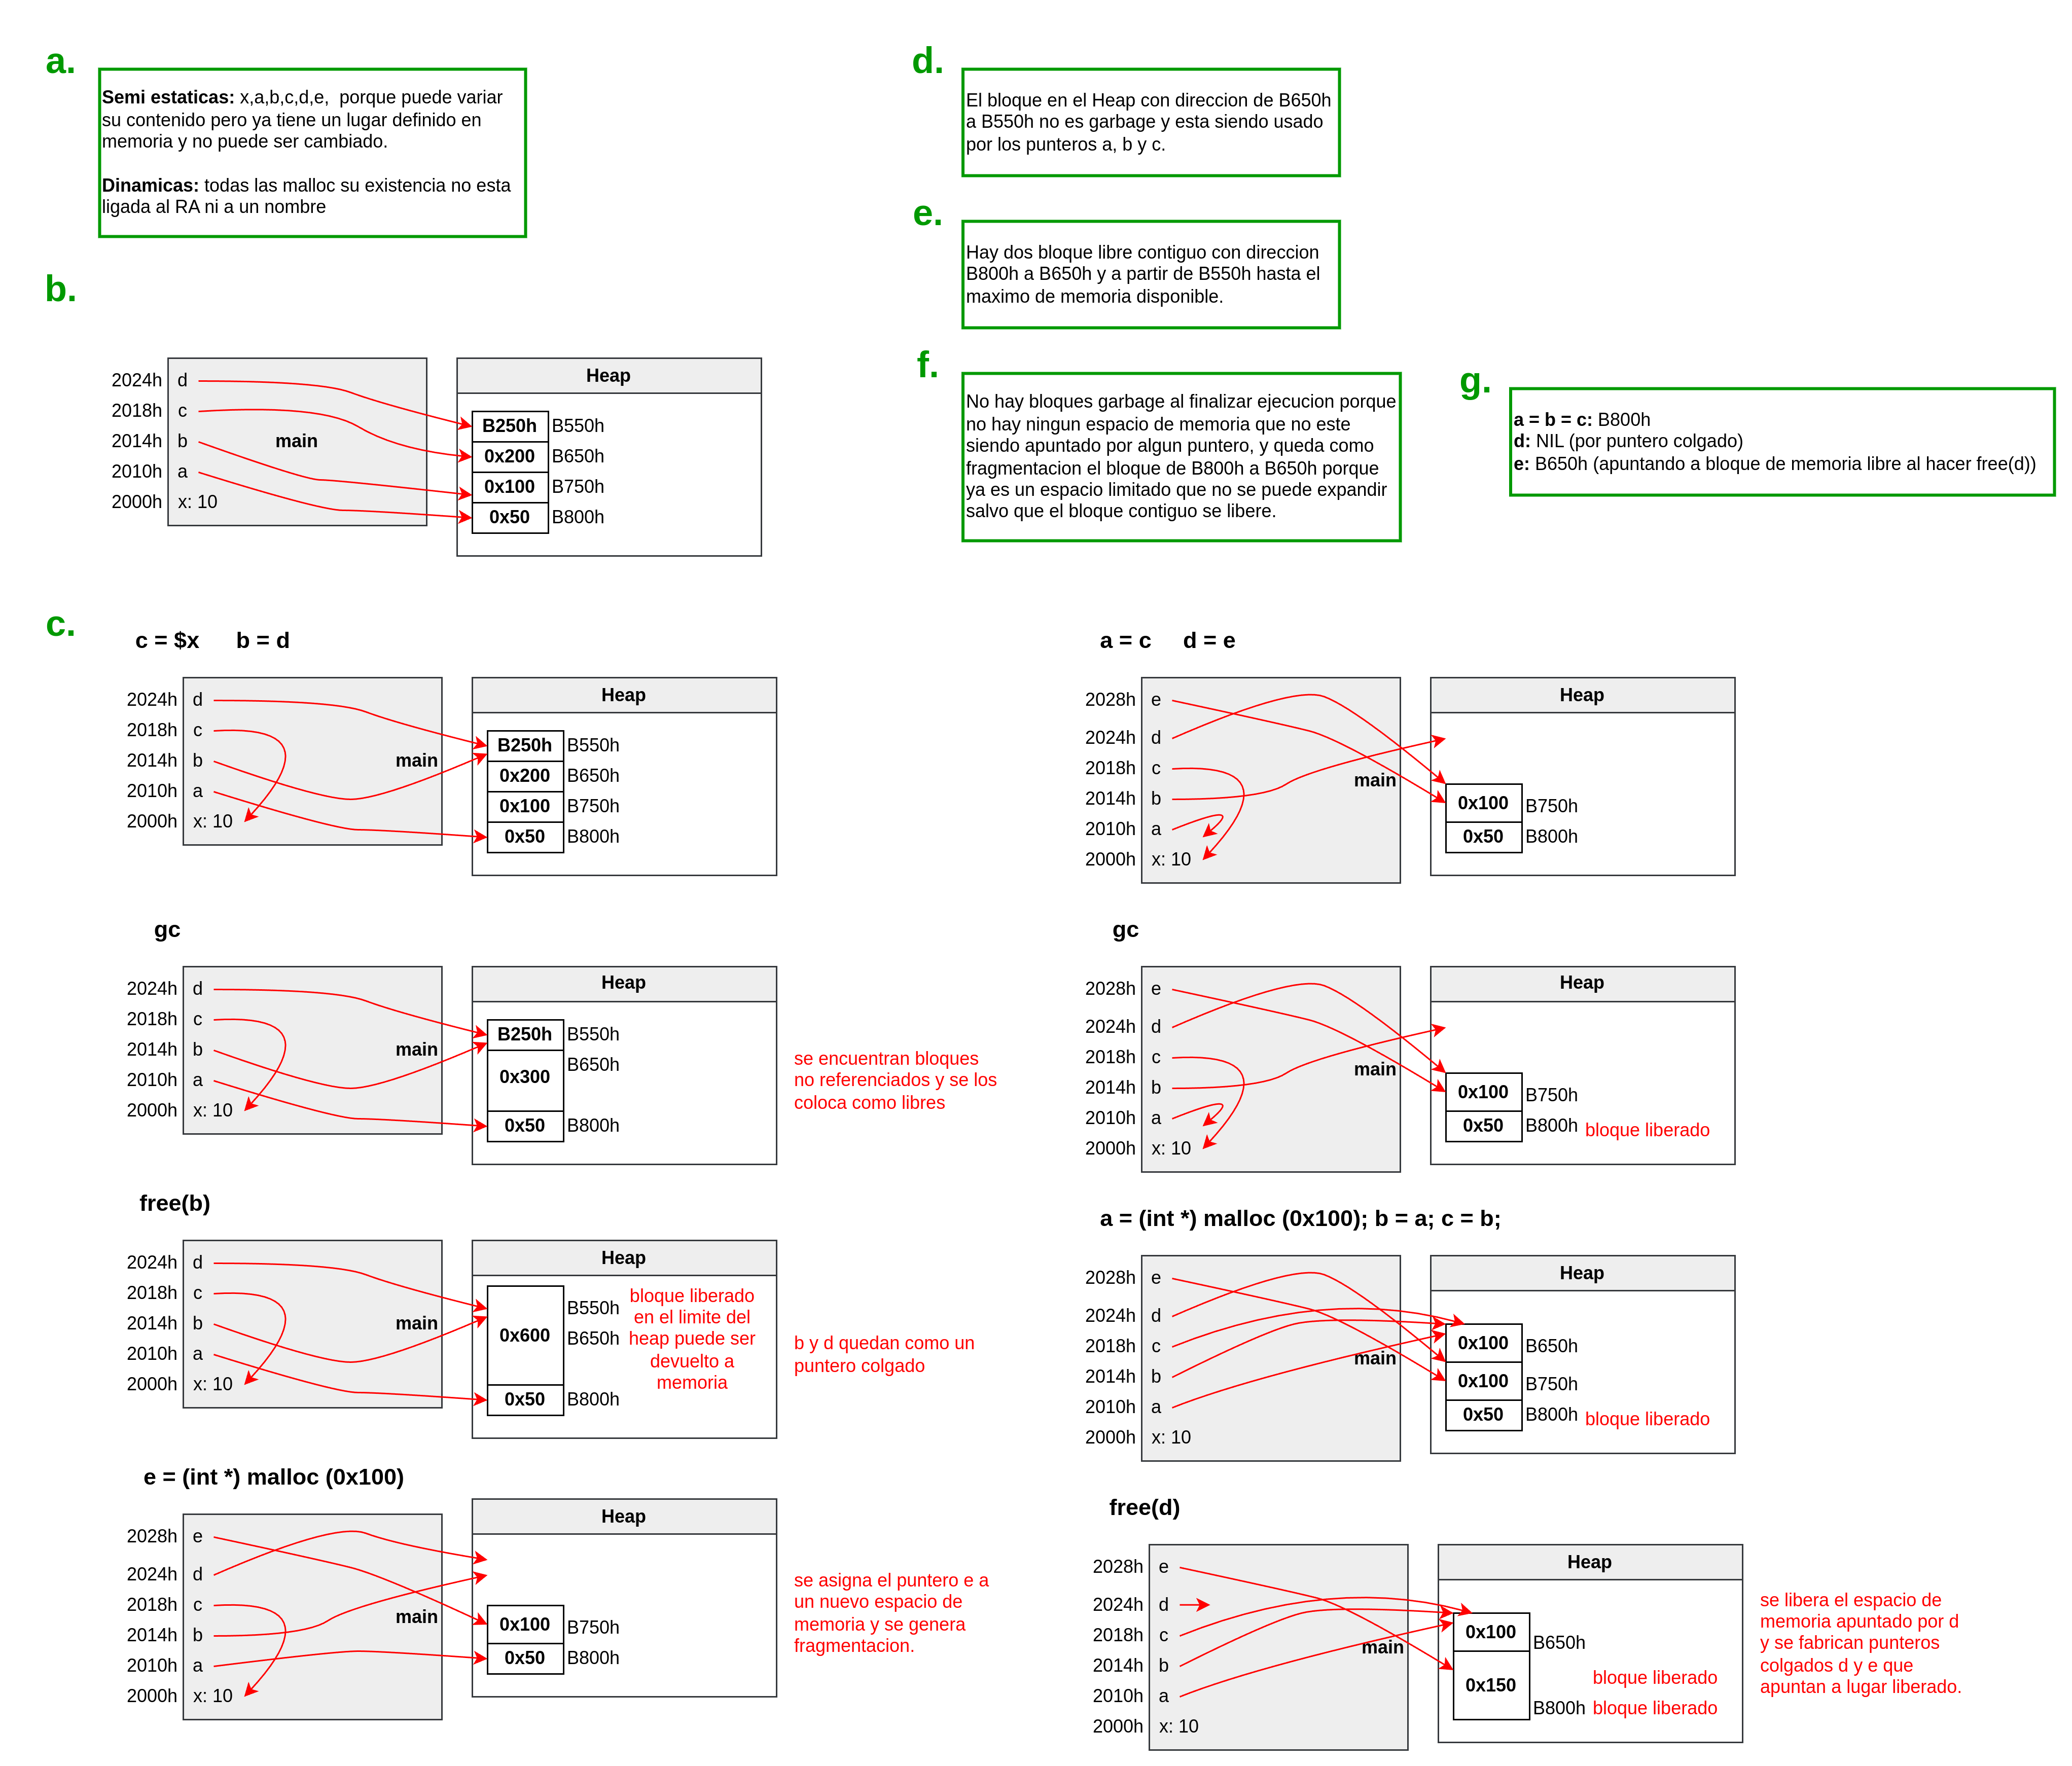 a.
Semi estaticas: x,a,b,c,d,e,  porque puede variar
su contenido pero ya tiene un lugar definido en
memoria y no puede ser cambiado.
Dinamicas: todas las malloc su existencia no esta
ligada al RA ni a un nombre
b.
2024h d
2018h c
2014h b
main
2010h a
2000h x: 10
Heap
B250h B550h
0x200 B650h
0x100 B750h
0x50 B800h
d.
El bloque en el Heap con direccion de B650h
a B550h no es garbage y esta siendo usado
por los punteros a, b y c.
e.
Hay dos bloque libre contiguo con direccion
B800h a B650h y a partir de B550h hasta el
maximo de memoria disponible.
f.
No hay bloques garbage al finalizar ejecucion porque
no hay ningun espacio de memoria que no este
siendo apuntado por algun puntero, y queda como
fragmentacion el bloque de B800h a B650h porque
ya es un espacio limitado que no se puede expandir
salvo que el bloque contiguo se libere.
g.
a = b = c: B800h
d: NIL (por puntero colgado)
e: B650h (apuntando a bloque de memoria libre al hacer free(d))
c.
c = $x b = d
2024h d
2018h c
2014h b
main
2010h a
2000h x: 10
Heap
B250h B550h
0x200 B650h
0x100 B750h
0x50 B800h
gc
2024h d
2018h c
2014h b
main
2010h a
2000h x: 10
Heap
B250h B550h
B650h
0x300
0x50 B800h
se encuentran bloques
no referenciados y se los
coloca como libres
free(b)
2024h d
2018h c
2014h b
main
2010h a
2000h x: 10
Heap
B550h
0x600
B650h
0x50 B800h
bloque liberado
en el limite del
heap puede ser
devuelto a
memoria
b y d quedan como un
puntero colgado
e = (int *) malloc (0x100)
2028h e
2024h d
2018h c
main
2014h b
2010h a
2000h x: 10
Heap
0x100 B750h
0x50 B800h
se asigna el puntero e a
un nuevo espacio de
memoria y se genera
fragmentacion.
a = c d = e
2028h e
2024h d
2018h c
main
2014h b
2010h a
2000h x: 10
Heap
0x100 B750h
0x50 B800h
gc
2028h e
2024h d
2018h c
main
2014h b
2010h a
2000h x: 10
Heap
0x100 B750h
0x50 B800h bloque liberado
a = (int *) malloc (0x100); b = a; c = b;
2028h e
2024h d
2018h c
main
2014h b
2010h a
2000h x: 10
Heap
0x100 B650h
0x100 B750h
0x50 B800h bloque liberado
free(d)
2028h e
2024h d
2018h c
main
2014h b
2010h a
2000h x: 10
Heap
0x100 B650h
0x150 bloque liberado
B800h bloque liberado
se libera el espacio de
memoria apuntado por d
y se fabrican punteros
colgados d y e que
apuntan a lugar liberado.